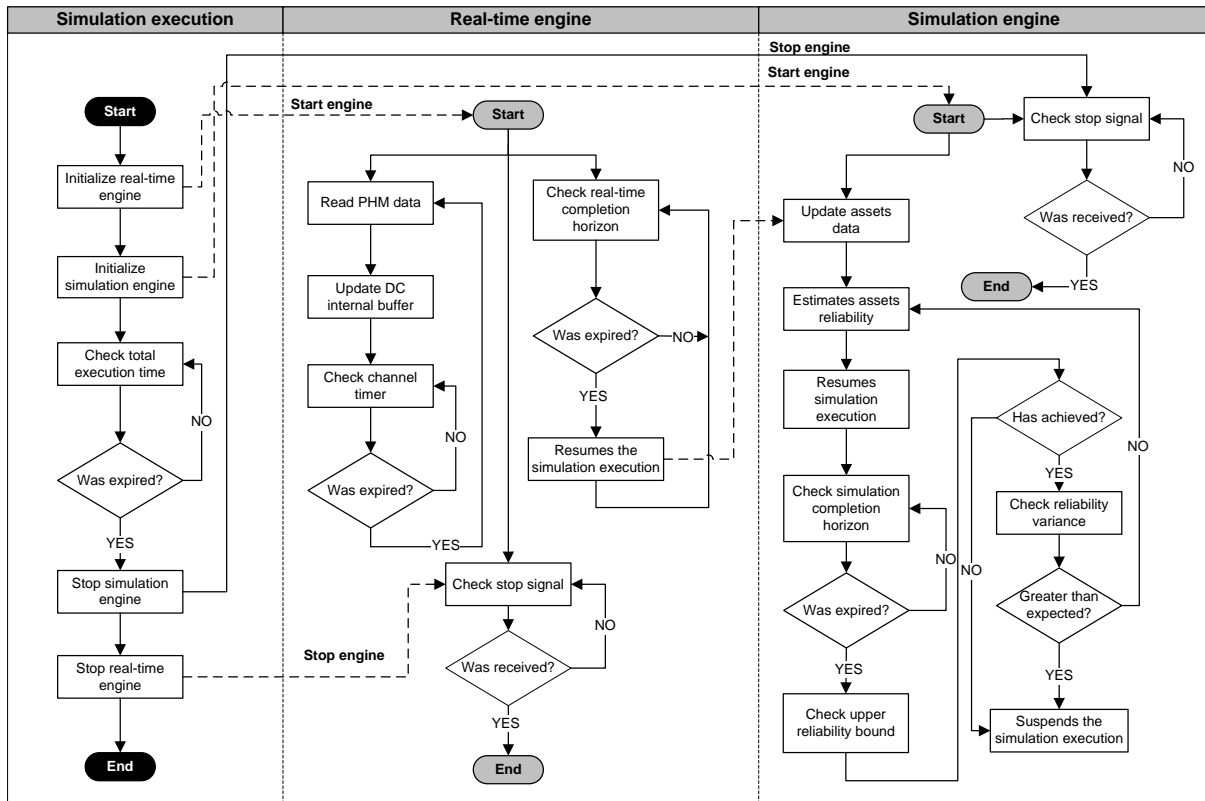 Simulation execution
Real-time engine
Simulation engine
Stop engine
Start engine
Start engine
Start
Initialize real-time
engine
Initialize
simulation engine
Check total
execution time
NO
Was expired?
YES
Stop simulation
engine
Stop real-time
engine
End
Start
Read PHM data
Update DC
internal buffer
Check channel
timer
NO
Was expired?
YES
Check real-time
completion
horizon
Was expired?
NO
YES
Resumes the
simulation execution
Check stop signal
NO
Stop engine
Was received?
YES
End
Start
Check stop signal
NO
Was received?
YES
End
Update assets
data
Estimates assets
reliability
Resumes
simulation
execution
Check simulation
completion
horizon
NO
Was expired?
YES
Check upper
reliability bound
Has achieved?
NO
YES
Check reliability
variance
NO
Greater than
expected?
YES
Suspends the
simulation execution